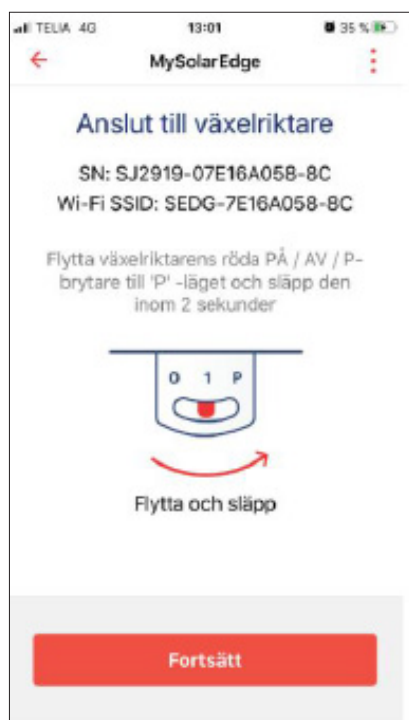 TELIA 4G 13:01 35 %
MySolarEdge
Anslut till växelriktare
SN: SJ2919-07E16A058-8C
Wi-Fi SSID: SEDG-7E16A058-8C
Flytta växelriktarens röda PÅ / AV / P-
brytare till 'P' -läget och släpp den
inom 2 sekunder
0 1 P
Flytta och släpp
Fortsätt